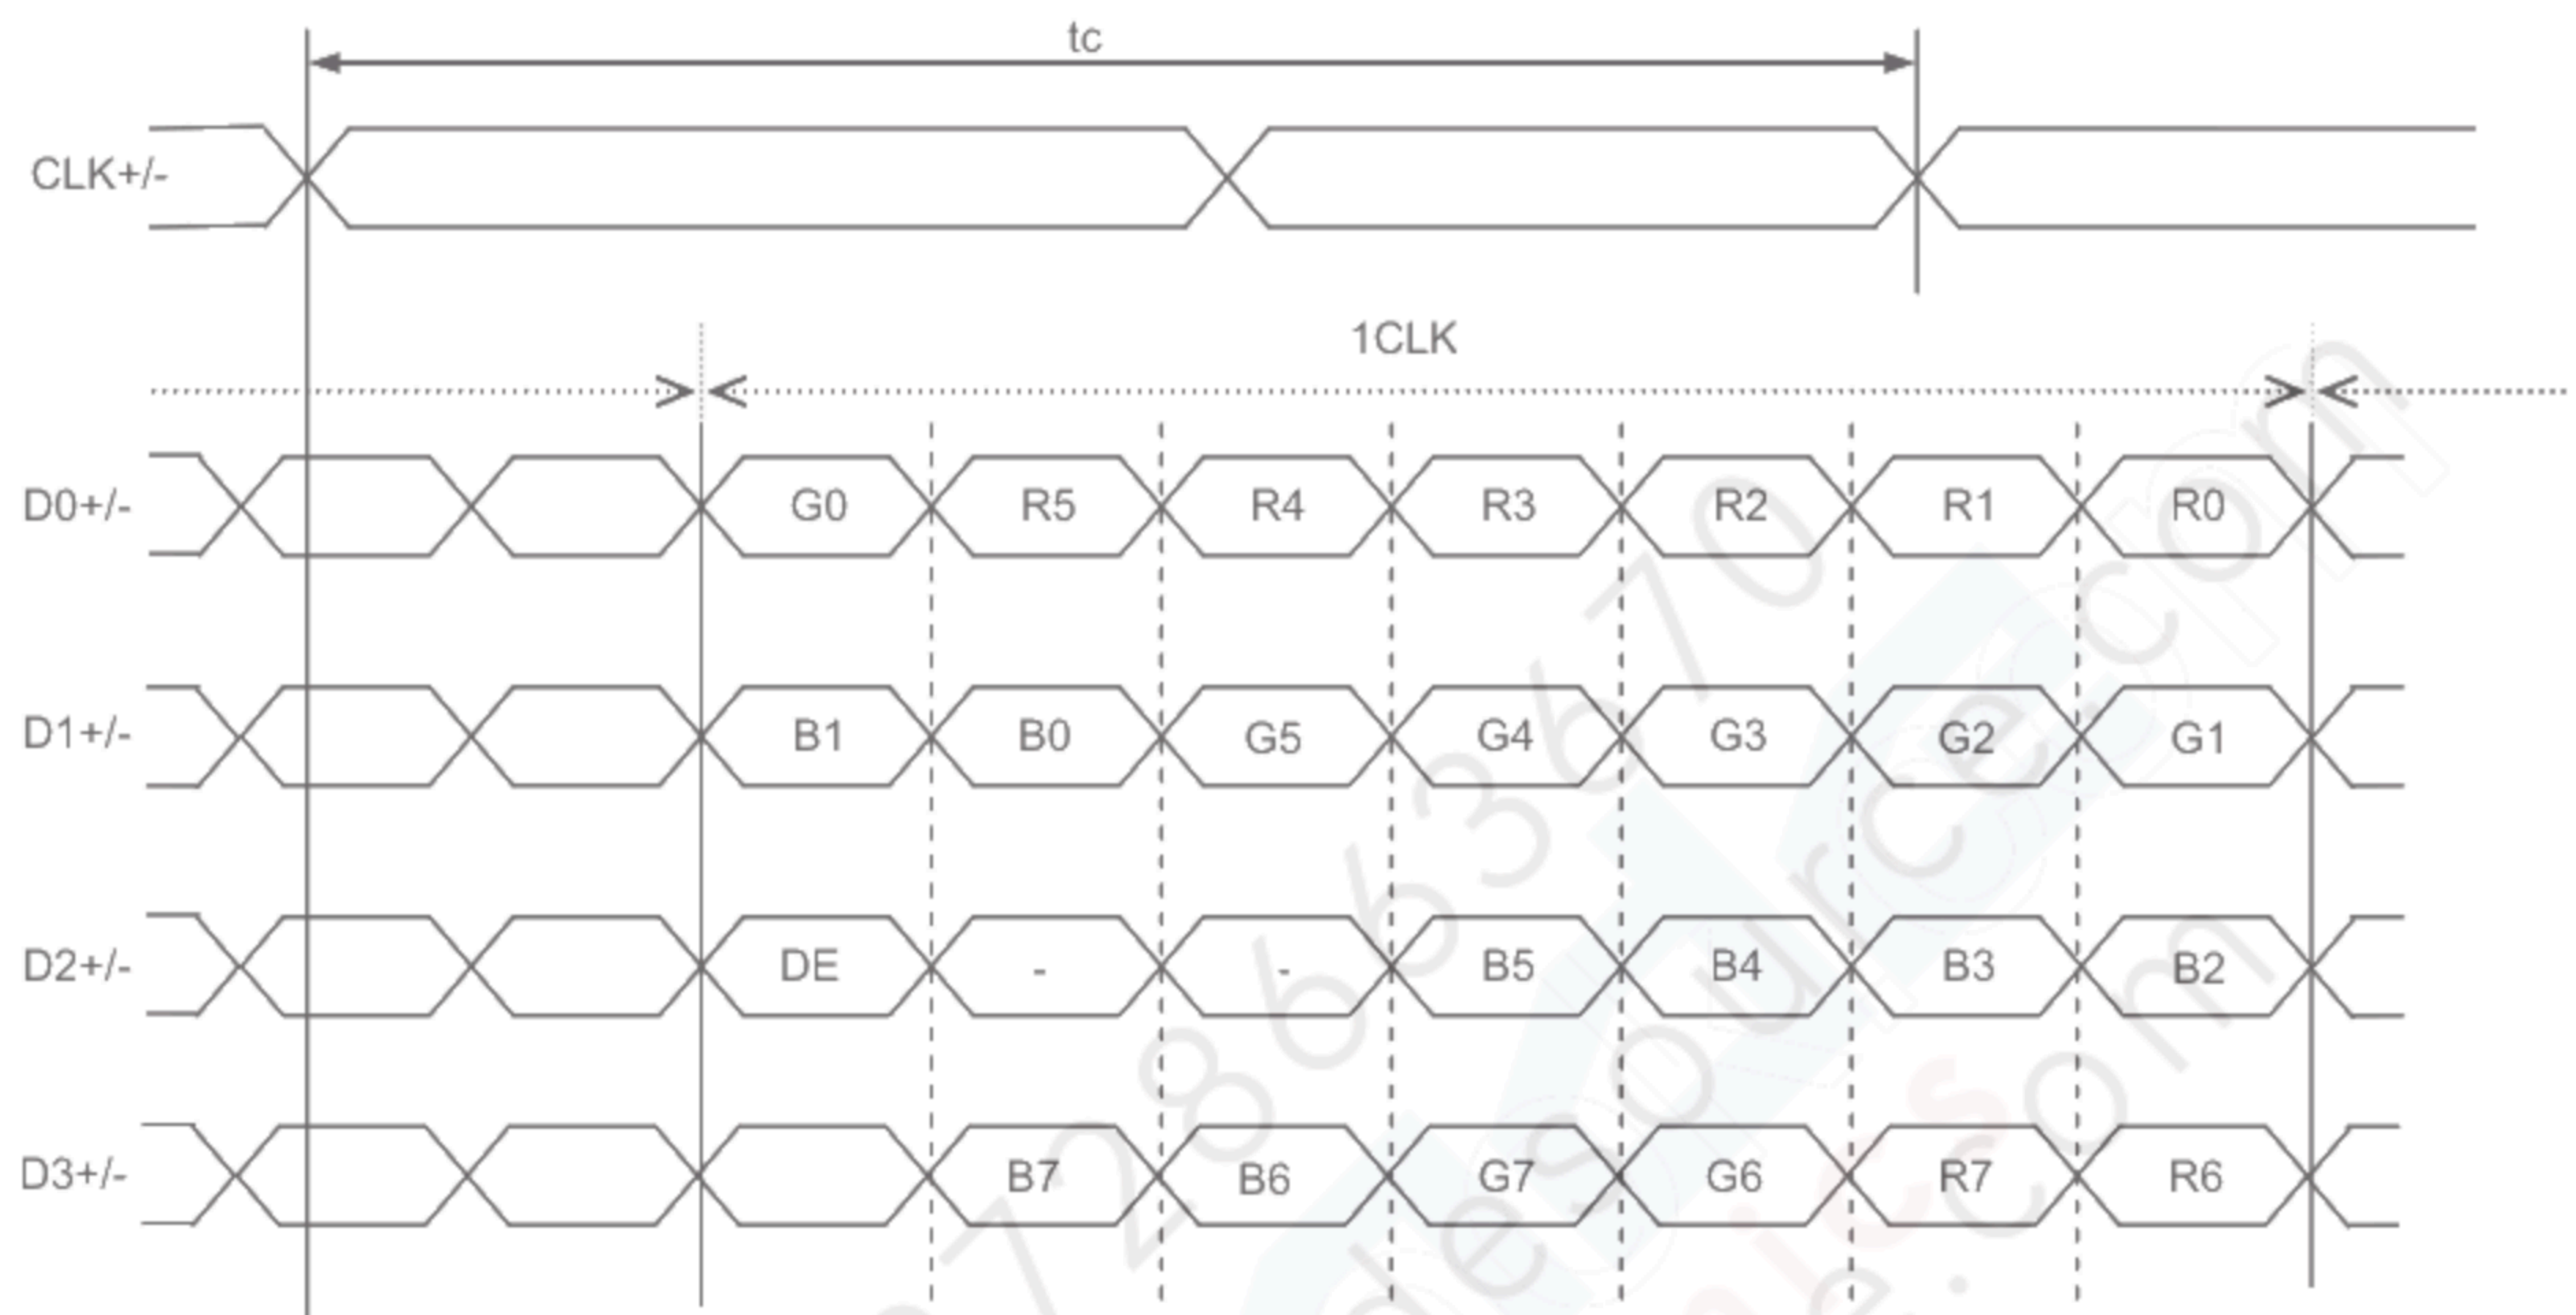 tc
CLK+/-
1CLK
D0+/- G0 R5 R4 R3 R2 R1 R0
D1+/- B1 B0 G5 G4 G3 G2 G1
D2+/- DE - - B5 B4 B3 B2
D3+/- B7 B6 G7 G6 R7 R6